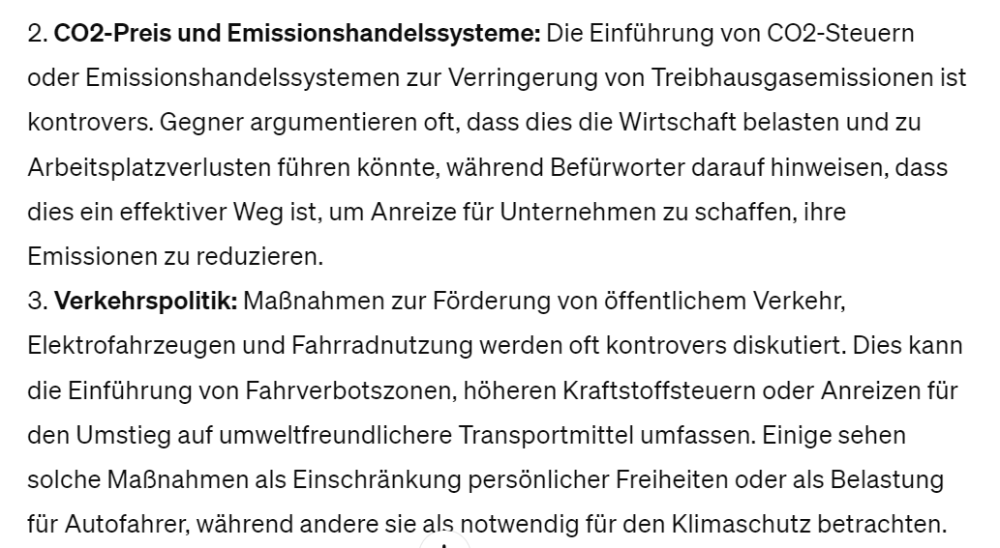 2. CO2-Preis und Emissionshandelssysteme: Die Einführung von CO2-Steuern
oder Emissionshandelssystemen zur Verringerung von Treibhausgasemissionen ist
kontrovers. Gegner argumentieren oft, dass dies die Wirtschaft belasten und zu
Arbeitsplatzverlusten führen könnte, während Befürworter darauf hinweisen, dass
dies ein effektiver Weg ist, um Anreize für Unternehmen zu schaffen, ihre
Emissionen zu reduzieren.
3. Verkehrspolitik: Maßnahmen zur Förderung von öffentlichem Verkehr,
Elektrofahrzeugen und Fahrradnutzung werden oft kontrovers diskutiert. Dies kann
die Einführung von Fahrverbotszonen, höheren Kraftstoffsteuern oder Anreizen für
den Umstieg auf umweltfreundlichere Transportmittel umfassen. Einige sehen
solche Maßnahmen als Einschränkung persönlicher Freiheiten oder als Belastung
für Autofahrer, während andere sie als notwendig für den Klimaschutz betrachten.